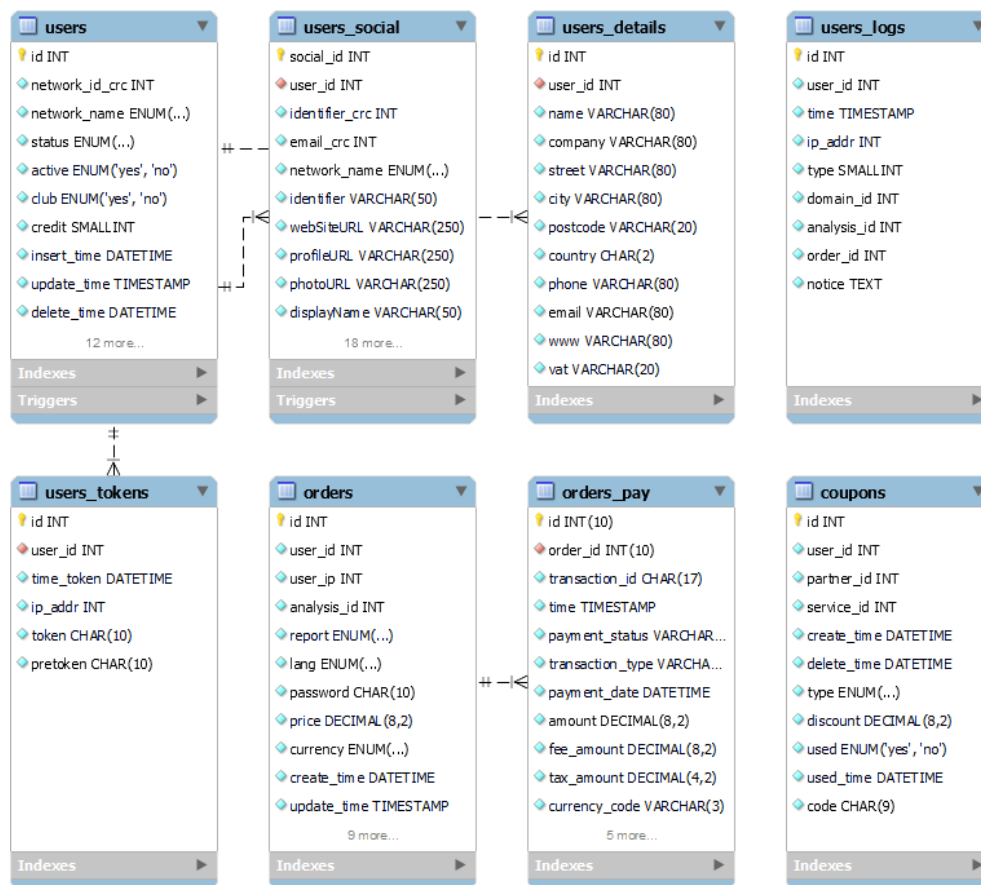 users
id INT
network_id_crc INT
network_name ENUM(...)
status ENUM(...)
active ENUM('yes', 'no')
club ENUM('yes', 'no')
credit SMALLINT
insert_time DATETIME
update_time TIMESTAMP
delete_time DATETIME
12 more...
Indexes
Triggers
users_social
social_id INT
user_id INT
identifier_crc INT
email_crc INT
network_name ENUM(...)
identifier VARCHAR(50)
webSiteURL VARCHAR(250)
profileURL VARCHAR(250)
photoURL VARCHAR(250)
displayName VARCHAR(50)
18 more...
Indexes
Triggers
users_details
id INT
user_id INT
name VARCHAR(80)
company VARCHAR(80)
street VARCHAR(80)
city VARCHAR(80)
postcode VARCHAR(20)
country CHAR(2)
phone VARCHAR(80)
email VARCHAR(80)
www VARCHAR(80)
vat VARCHAR(20)
Indexes
users_logs
id INT
user_id INT
time TIMESTAMP
ip_addr INT
type SMALLINT
domain_id INT
analysis_id INT
order_id INT
notice TEXT
Indexes
users_tokens
id INT
user_id INT
time_token DATETIME
ip_addr INT
token CHAR(10)
pretoken CHAR(10)
Indexes
orders
id INT
user_id INT
user_ip INT
analysis_id INT
report ENUM(...)
lang ENUM(...)
password CHAR(10)
price DECIMAL(8,2)
currency ENUM(...)
create_time DATETIME
update_time TIMESTAMP
9 more...
Indexes
orders_pay
id INT(10)
order_id INT(10)
transaction_id CHAR(17)
time TIMESTAMP
payment_status VARCHAR...
transaction_type VARCHA...
payment_date DATETIME
amount DECIMAL(8,2)
fee_amount DECIMAL(8,2)
tax_amount DECIMAL(4,2)
currency_code VARCHAR(3)
5 more...
Indexes
coupons
id INT
user_id INT
partner_id INT
service_id INT
create_time DATETIME
delete_time DATETIME
type ENUM(...)
discount DECIMAL(8,2)
used ENUM('yes', 'no')
used_time DATETIME
code CHAR(9)
Indexes